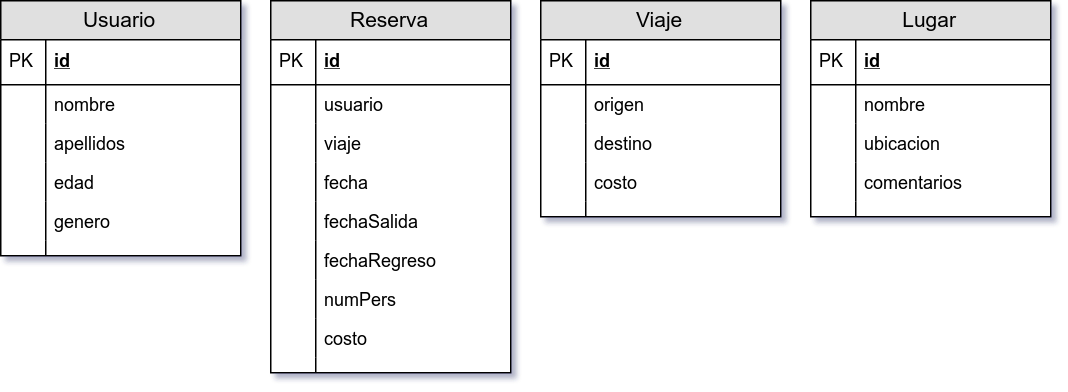 Usuario
PK id
nombre
apellidos
edad
genero
Reserva
PK id
usuario
viaje
fecha
fechaSalida
fechaRegreso
numPers
costo
Viaje
PK id
origen
destino
costo
Lugar
PK id
nombre
ubicacion
comentarios